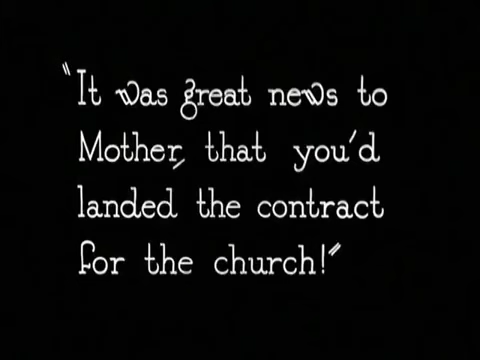 "It was great news to
Mother, that you'd
landed the contract
for the church!"